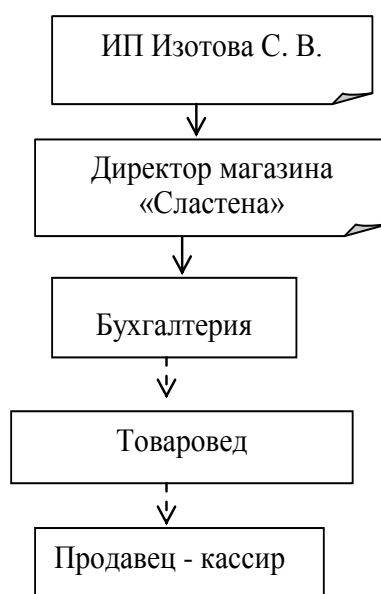 ИП Изотова С. В.
Директор магазина
«Сластена»
Бухгалтерия
Товаровед
Продавец - кассир